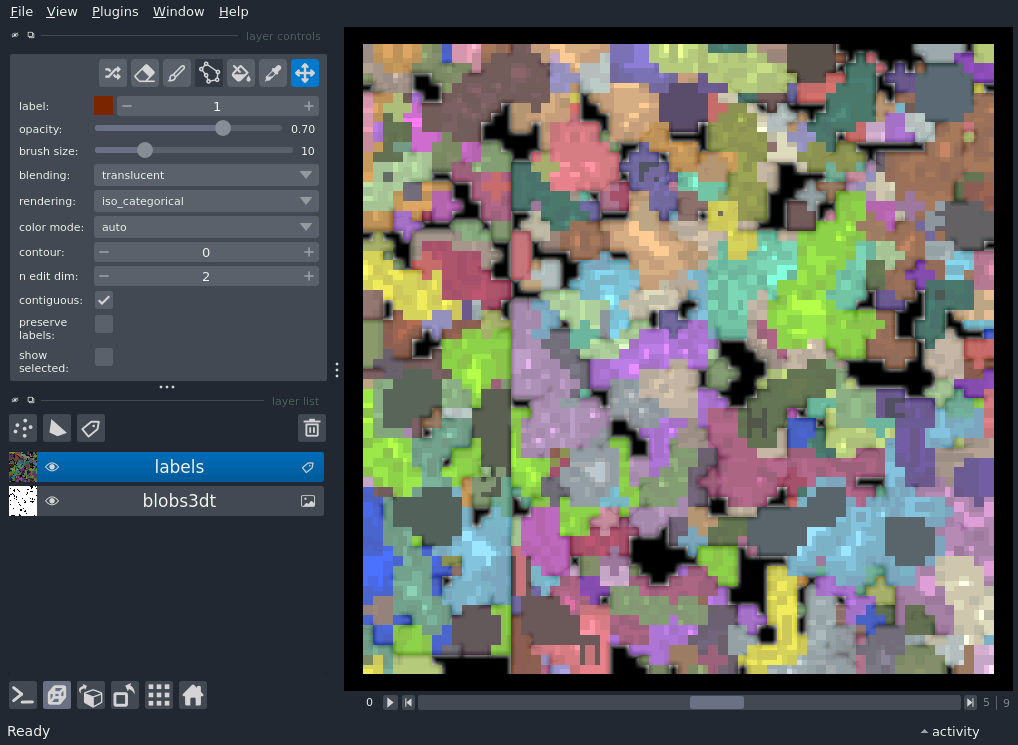 File View Plugins Window Help
layer controls
label: 1
opacity: 0.70
brush size: 10
blending: translucent
rendering: iso_categorical
color mode: auto
contour: 0
n edit dim: 2
contiguous:
preserve
labels:
show
selected:
layer list
labels
blobs3dt
0 5 9
Ready activity